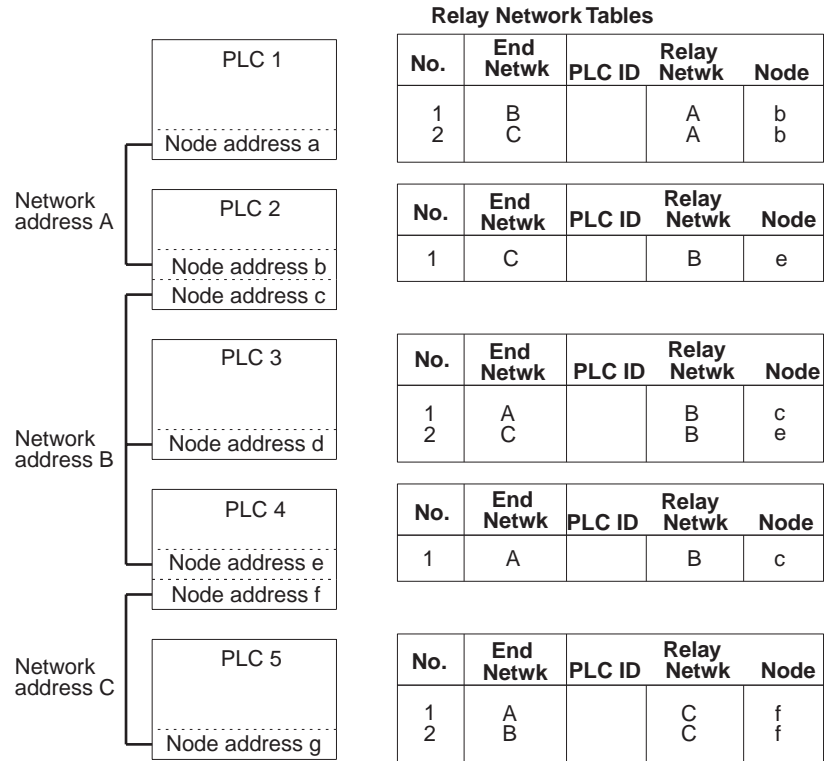 Relay Network Tables
PLC 1
Node address a
No. End Netwk PLC ID Relay Netwk Node
1 B A b
2 C A b
Network address A
PLC 2
Node address b
Node address c
No. End Netwk PLC ID Relay Netwk Node
1 C B e
PLC 3
Node address d
No. End Netwk PLC ID Relay Netwk Node
1 A B c
2 C B e
Network address B
PLC 4
Node address e
Node address f
No. End Netwk PLC ID Relay Netwk Node
1 A B c
Network address C
PLC 5
Node address g
No. End Netwk PLC ID Relay Netwk Node
1 A C f
2 B C f